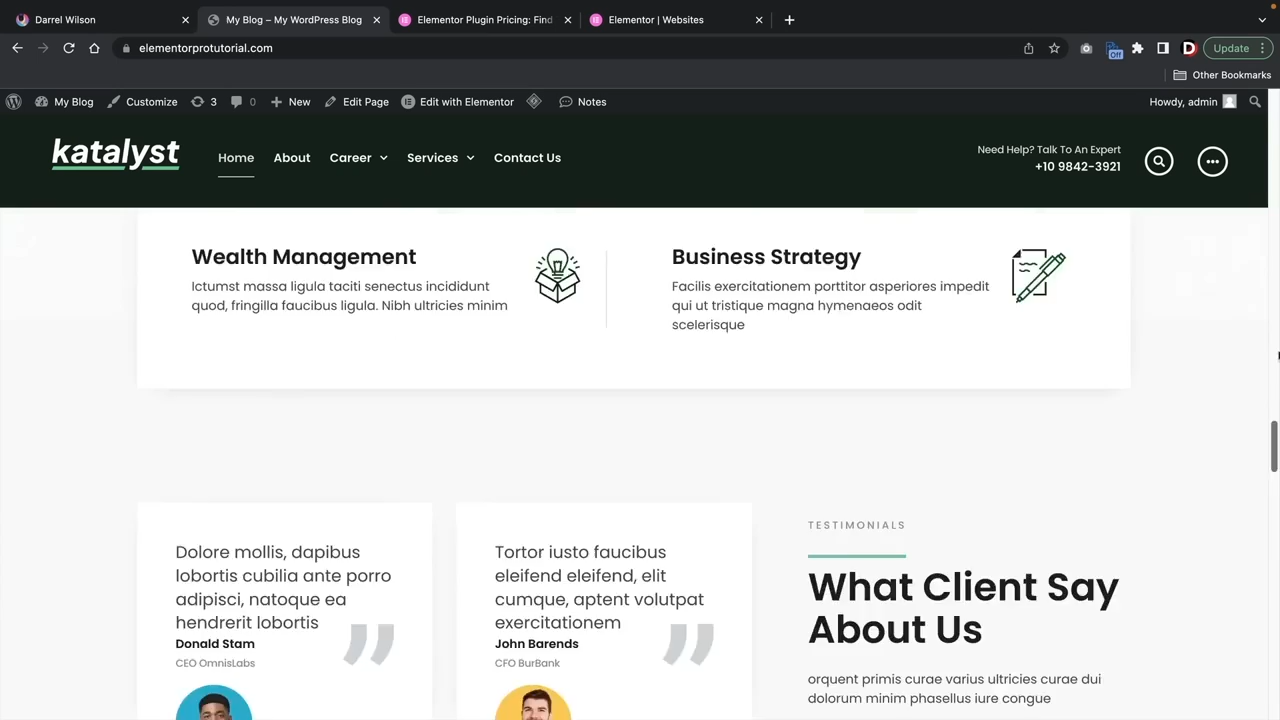 Darrel Wilson
My Blog – My WordPress Blog
Elementor Plugin Pricing: Find
Elementor | Websites
elementorprotutorial.com
Off
D
Update
Other Bookmarks
My Blog
Customize
3
0
New
Edit Page
Edit with Elementor
Notes
Howdy, admin
katalyst
Home
About
Career
Services
Contact Us
Need Help? Talk To An Expert
+10 9842-3921
Wealth Management
Ictumst massa ligula taciti senectus incididunt
quod, fringilla faucibus ligula. Nibh ultricies minim
Business Strategy
Facilis exercitationem porttitor asperiores impedit
qui ut tristique magna hymenaeos odit
scelerisque
Dolore mollis, dapibus
lobortis cubilia ante porro
adipisci, natoque ea
hendrerit lobortis
Donald Stam
CEO OmnisLabs
Tortor iusto faucibus
eleifend eleifend, elit
cumque, aptent volutpat
exercitationem
John Barends
CFO BurBank
TESTIMONIALS
What Client Say
About Us
orquent primis curae varius ultricies curae dui
dolorum minim phasellus iure congue